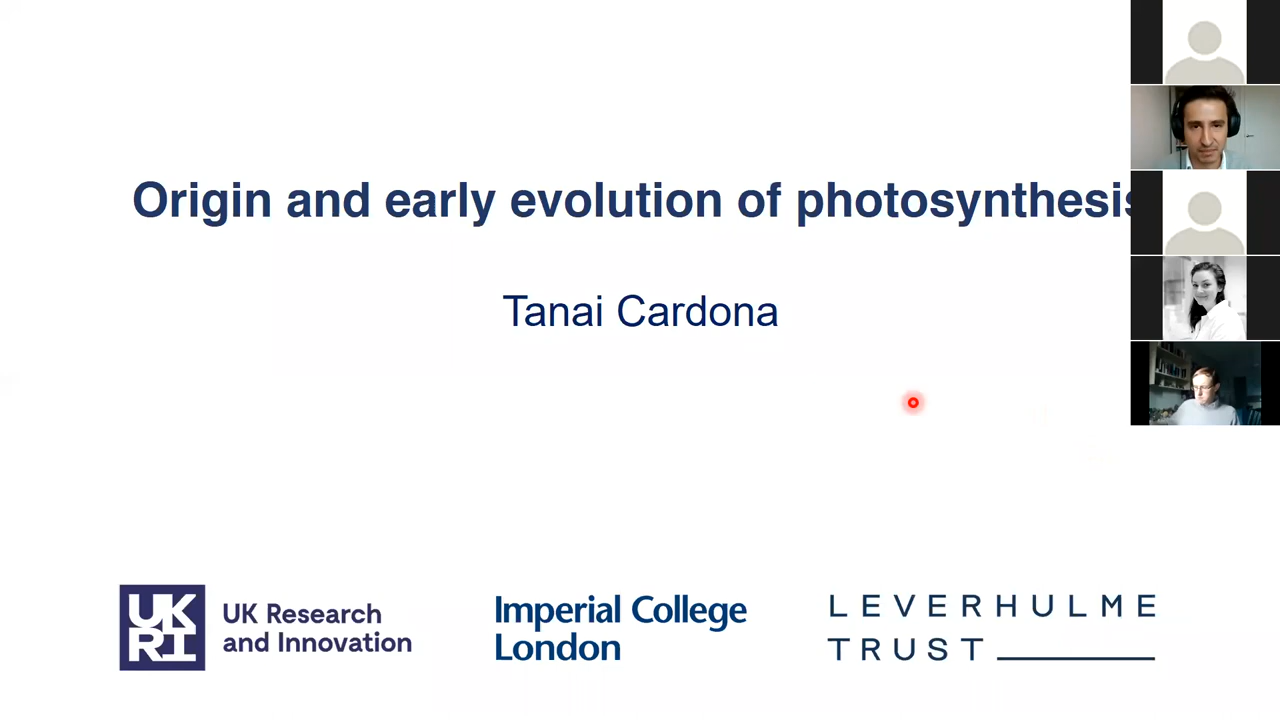 Origin and early evolution of photosynthesis
Tanai Cardona
UK
RI
UK Research
and Innovation
Imperial College
London
LEVERHULME
TRUST